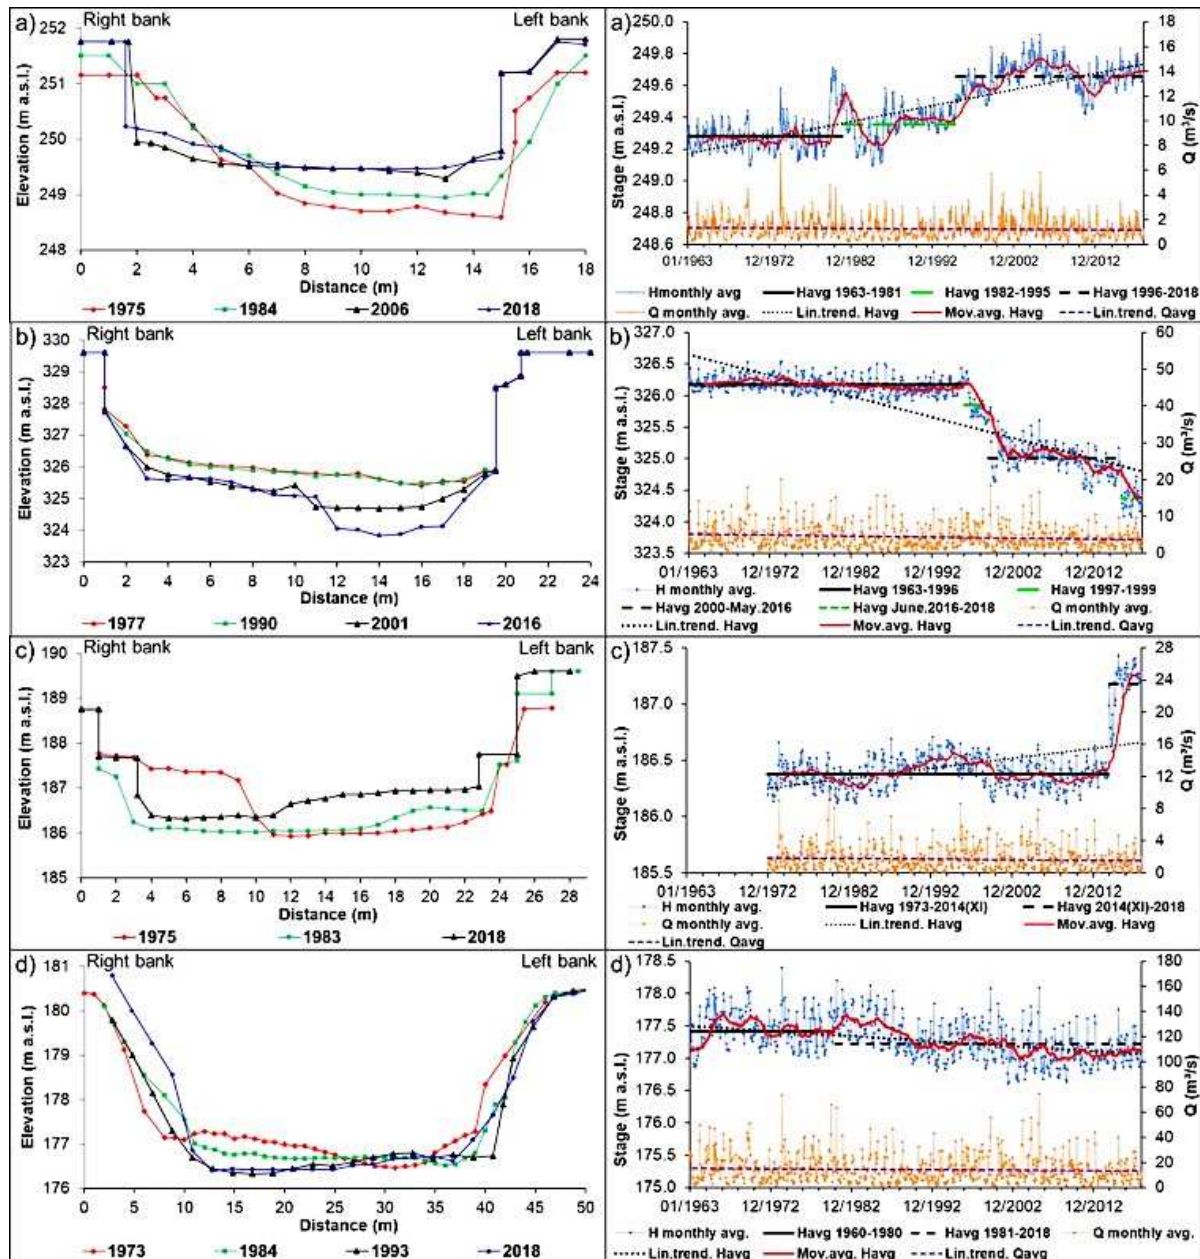 a) Right bank Left bank
Elevation (m a.s.l.)
252
251
250
249
248
0 2 4 6 8 10 12 14 16 18
Distance (m)
1975 1984 2006 2018
a)
Stage (m a.s.l.)
250.0
249.8
249.6
249.4
249.2
249.0
248.8
248.6
18
16
14
12
10
8
6
4
2
0
Q (m³/s)
01/1963 12/1972 12/1982 12/1992 12/2002 12/2012
Hmonthly avg Havg 1963-1981 Havg 1982-1995 Havg 1996-2018
Q monthly avg. Lin.trend. Havg Mov.avg. Havg Lin.trend. Qavg
b) Right bank Left bank
Elevation (m a.s.l.)
330
329
328
327
326
325
324
323
0 2 4 6 8 10 12 14 16 18 20 22 24
Distance (m)
1977 1990 2001 2016
b)
Stage (m a.s.l.)
327.0
326.5
326.0
325.5
325.0
324.5
324.0
323.5
60
50
40
30
20
10
0
Q (m³/s)
01/1963 12/1972 12/1982 12/1992 12/2002 12/2012
H monthly avg. Havg 1963-1996 Havg 1997-1999
Havg 2000-May.2016 Havg June.2016-2018 Q monthly avg.
Lin.trend. Havg Mov.avg. Havg Lin.trend. Qavg
c) Right bank Left bank
Elevation (m a.s.l.)
190
189
188
187
186
185
0 2 4 6 8 10 12 14 16 18 20 22 24 26 28
Distance (m)
1975 1983 2018
c)
Stage (m a.s.l.)
187.5
187.0
186.5
186.0
185.5
28
24
20
16
12
8
4
0
Q (m³/s)
01/1963 12/1972 12/1982 12/1992 12/2002 12/2012
H monthly avg. Havg 1973-2014(XI) Havg 2014(XI)-2018
Q monthly avg. Lin.trend. Havg Mov.avg. Havg
Lin.trend. Qavg
d) Right bank Left bank
Elevation (m a.s.l.)
181
180
179
178
177
176
0 5 10 15 20 25 30 35 40 45 50
Distance (m)
1973 1984 1993 2018
d)
Stage (m a.s.l.)
178.5
178.0
177.5
177.0
176.5
176.0
175.5
175.0
180
160
140
120
100
80
60
40
20
0
Q (m³/s)
01/1963 12/1972 12/1982 12/1992 12/2002 12/2012
H monthly avg. Havg 1960-1980 Havg 1981-2018 Q monthly avg.
Lin.trend. Havg Mov.avg. Havg Lin.trend. Qavg